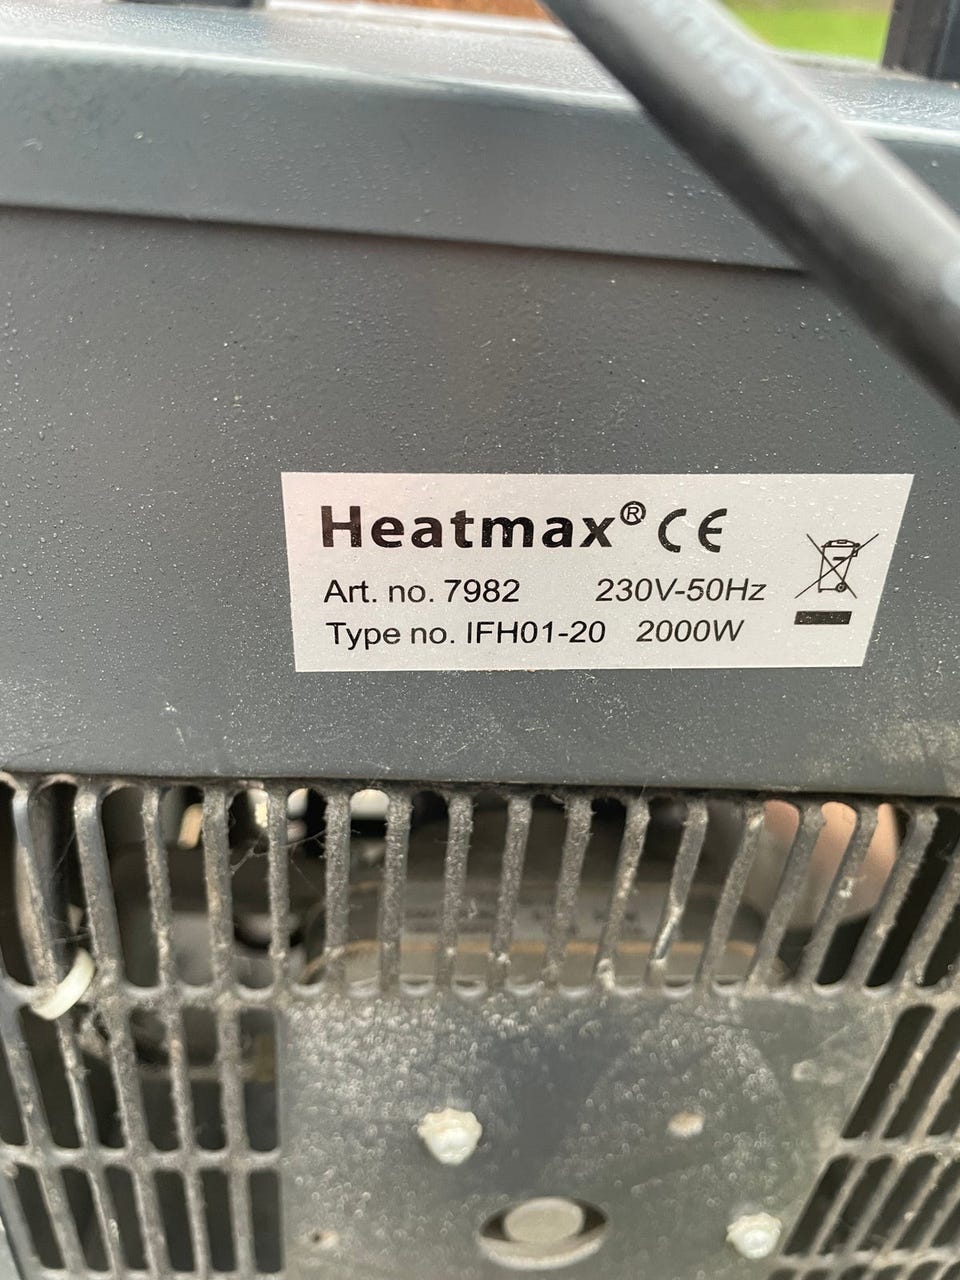 Heatmax® CE
Art. no. 7982 230V-50Hz
Type no. IFH01-20 2000W